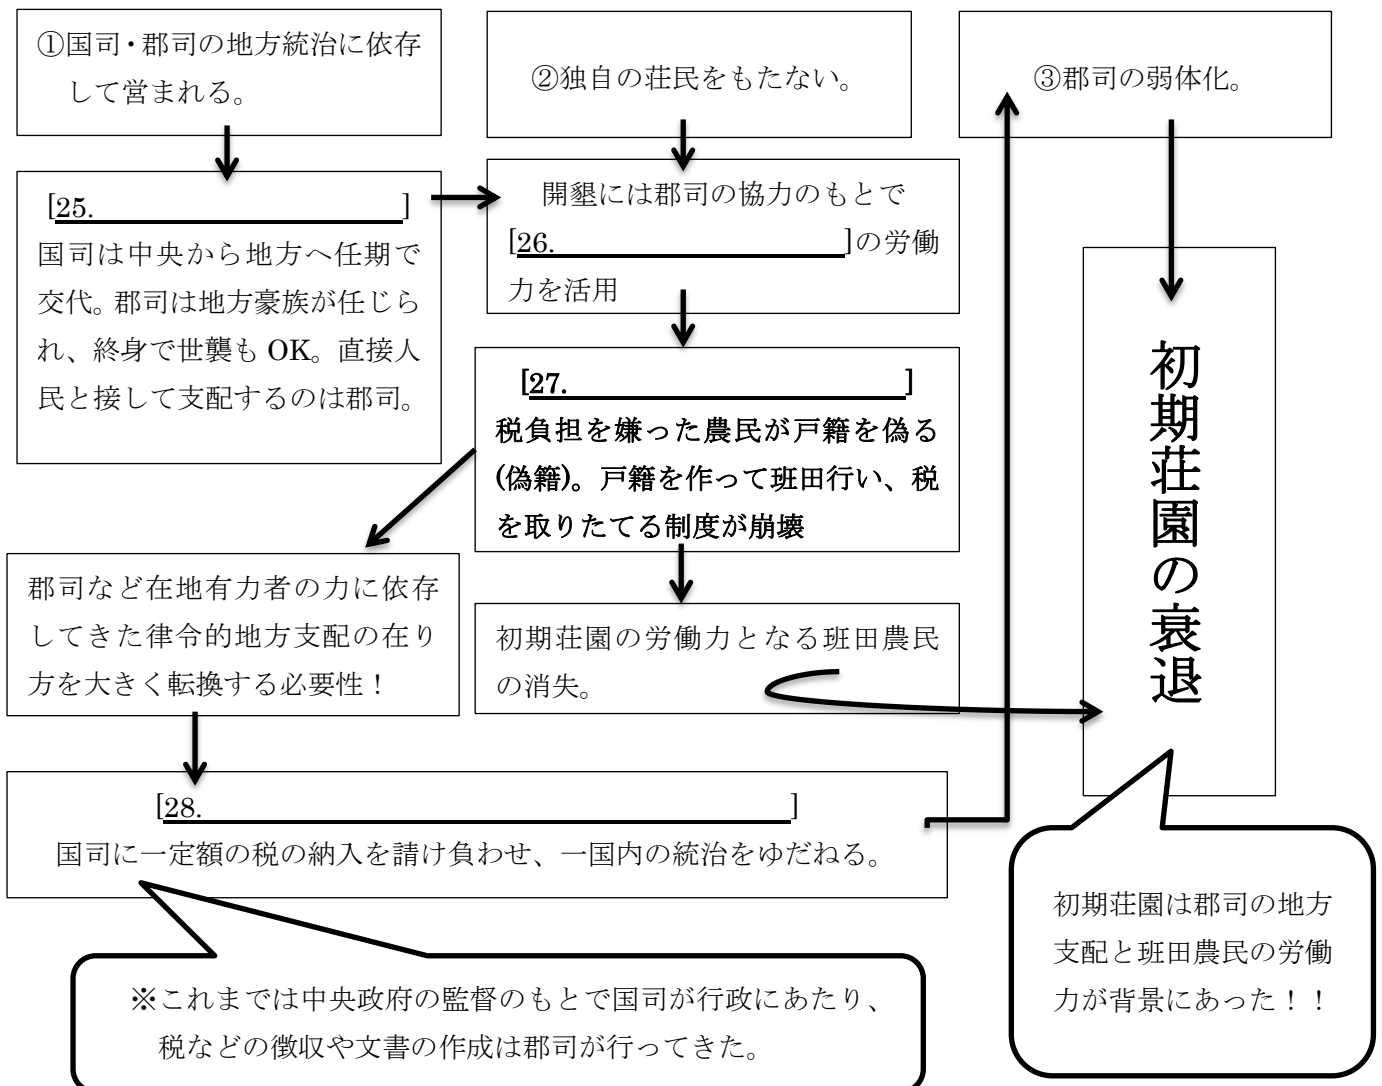 ①国司・郡司の地方統治に依存
して営まれる。
②独自の荘民をもたない。
③郡司の弱体化。
[25. ]
国司は中央から地方へ任期で
交代。郡司は地方豪族が任じら
れ、終身で世襲も OK。直接人
民と接して支配するのは郡司。
開墾には郡司の協力のもとで
[26. ]の労働
力を活用
[27. ]
税負担を嫌った農民が戸籍を偽る
(偽籍)。戸籍を作って班田行い、税
を取りたてる制度が崩壊
初期荘園の衰退
郡司など在地有力者の力に依存
してきた律令的地方支配の在り
方を大きく転換する必要性！
初期荘園の労働力となる班田農民
の消失。
[28. ]
国司に一定額の税の納入を請け負わせ、一国内の統治をゆだねる。
初期荘園は郡司の地方
支配と班田農民の労働
力が背景にあった！！
※これまでは中央政府の監督のもとで国司が行政にあたり、
税などの徴収や文書の作成は郡司が行ってきた。